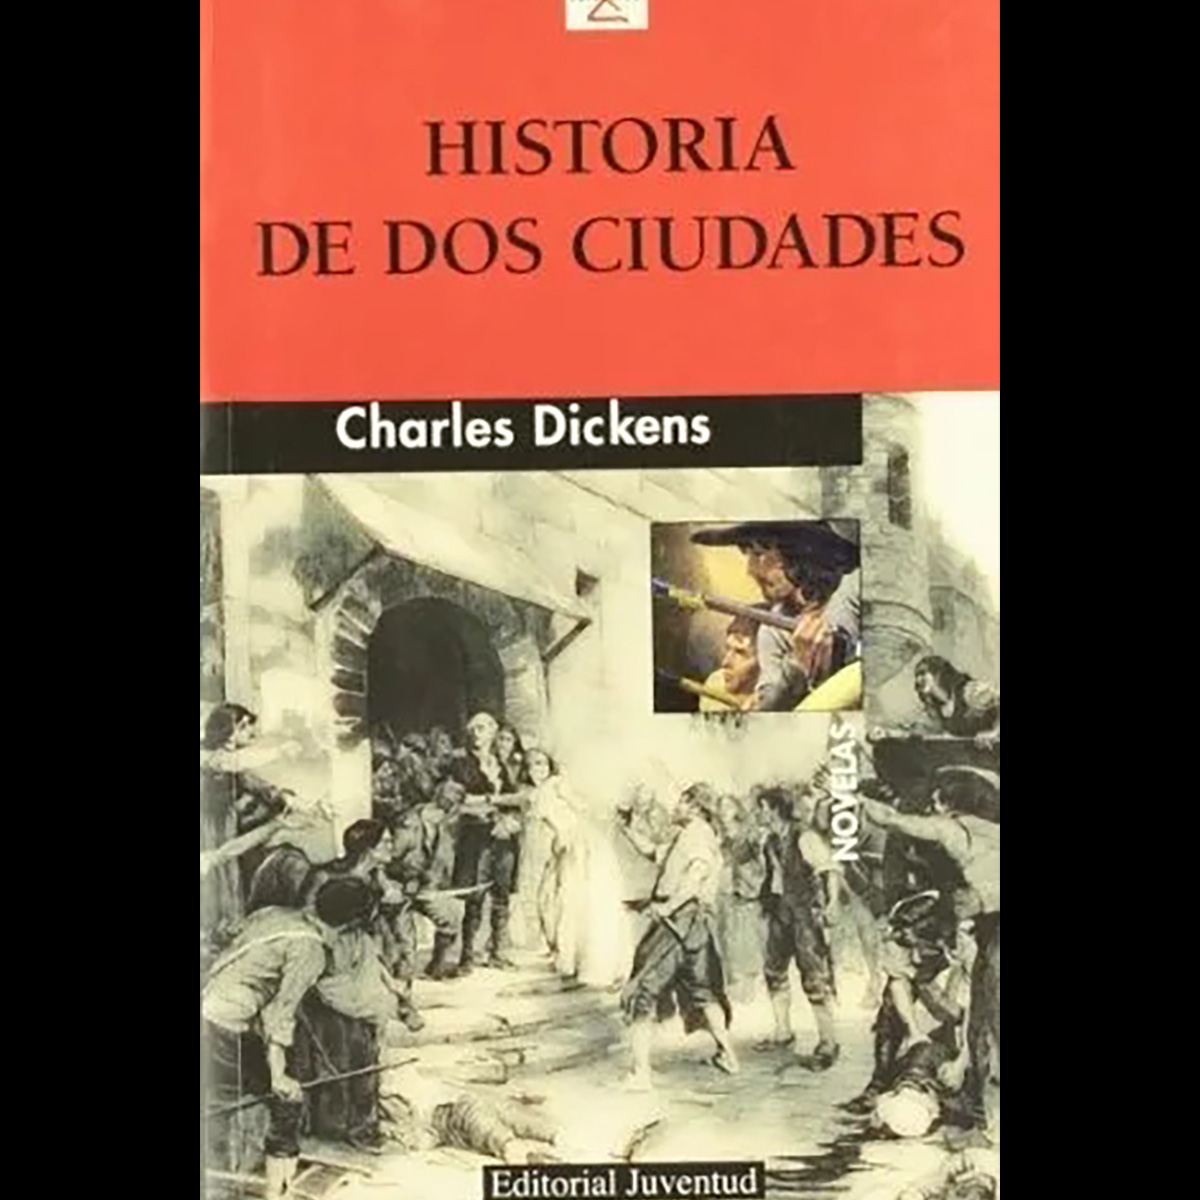 HISTORIA
DE DOS CIUDADES
Charles Dickens
NOVELAS
Editorial Juventud